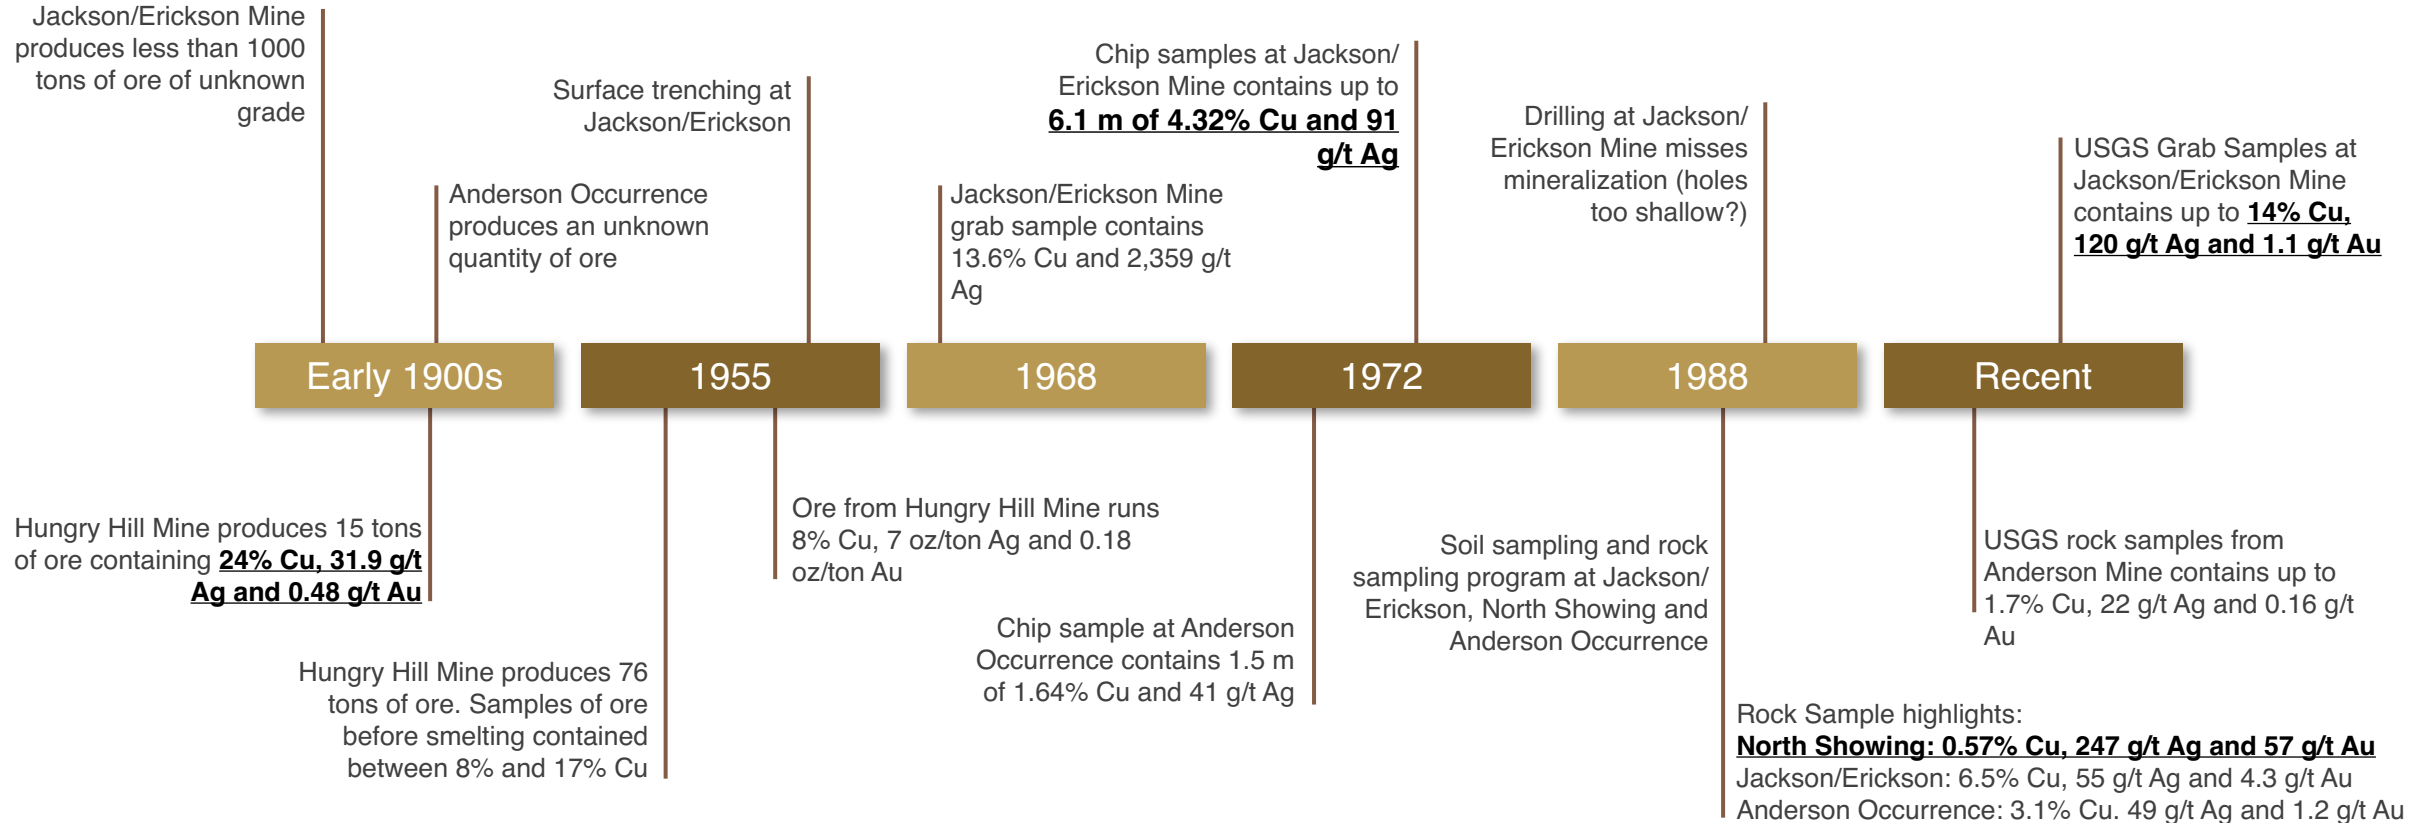 Jackson/Erickson Mine
produces less than 1000
tons of ore of unknown
grade
Anderson Occurrence
produces an unknown
quantity of ore
Surface trenching at
Jackson/Erickson
Jackson/Erickson Mine
grab sample contains
13.6% Cu and 2,359 g/t
Ag
Chip samples at Jackson/
Erickson Mine contains up to
6.1 m of 4.32% Cu and 91
g/t Ag
Drilling at Jackson/
Erickson Mine misses
mineralization (holes
too shallow?)
USGS Grab Samples at
Jackson/Erickson Mine
contains up to 14% Cu,
120 g/t Ag and 1.1 g/t Au
Early 1900s
1955
1968
1972
1988
Recent
Hungry Hill Mine produces 15 tons
of ore containing 24% Cu, 31.9 g/t
Ag and 0.48 g/t Au
Hungry Hill Mine produces 76
tons of ore. Samples of ore
before smelting contained
between 8% and 17% Cu
Ore from Hungry Hill Mine runs
8% Cu, 7 oz/ton Ag and 0.18
oz/ton Au
Chip sample at Anderson
Occurrence contains 1.5 m
of 1.64% Cu and 41 g/t Ag
Soil sampling and rock
sampling program at Jackson/
Erickson, North Showing and
Anderson Occurrence
Rock Sample highlights:
North Showing: 0.57% Cu, 247 g/t Ag and 57 g/t Au
Jackson/Erickson: 6.5% Cu, 55 g/t Ag and 4.3 g/t Au
Anderson Occurrence: 3.1% Cu. 49 g/t Ag and 1.2 g/t Au
USGS rock samples from
Anderson Mine contains up to
1.7% Cu, 22 g/t Ag and 0.16 g/t
Au